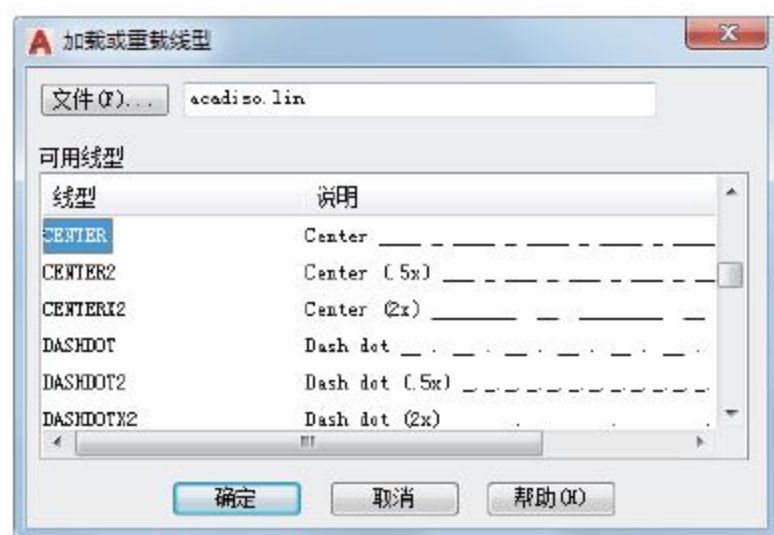 加载或重载线型
文件(F)... acadiso.lin
可用线型
线型 说明
CENTER Center
CENTER2 Center (.5x)
CENTERX2 Center (2x)
DASHDOT Dash dot
DASHDOT2 Dash dot (.5x)
DASHDOTX2 Dash dot (2x)
确定 取消 帮助(H)